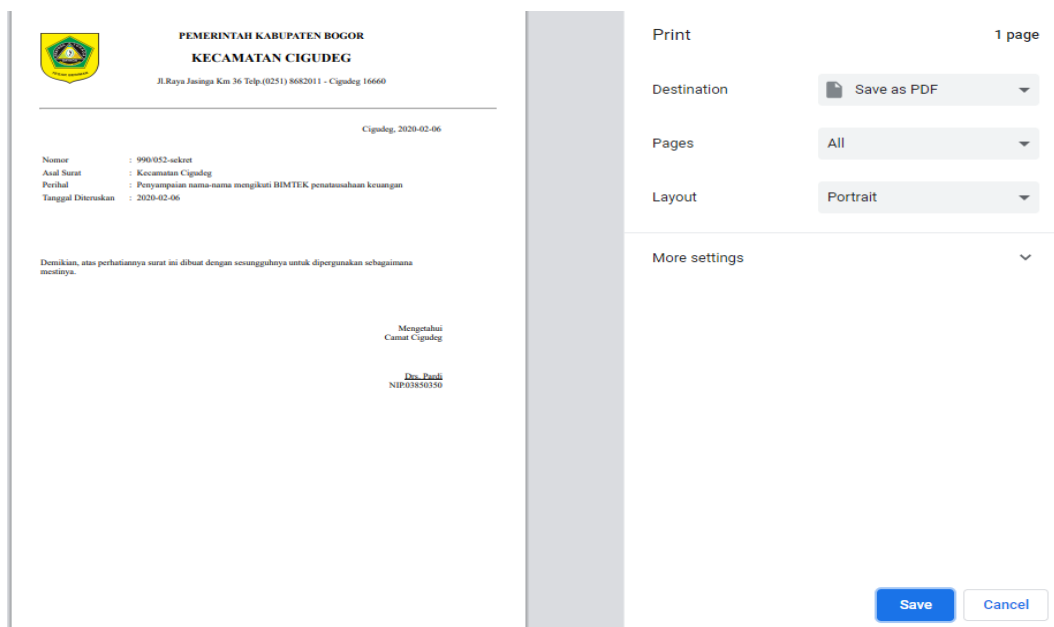 PEMERINTAH KABUPATEN BOGOR
KECAMATAN CIGUDEG
Jl.Raya Jasinga Km 36 Telp.(0251) 8682011 - Cigudeg 16660
Cigudeg, 2020-02-06
Nomor : 990/052-sekret
Asal Surat : Kecamatan Cigudeg
Perihal : Penyampaian nama-nama mengikuti BIMTEK penatausahaan keuangan
Tanggal Diteruskan : 2020-02-06
Demikian, atas perhatiannya surat ini dibuat dengan sesungguhnya untuk dipergunakan sebagaimana
mestinya.
Mengetahui
Camat Cigudeg
Drs. Pardi
NIP.03850350
Print 1 page
Destination Save as PDF
Pages All
Layout Portrait
More settings
Save Cancel